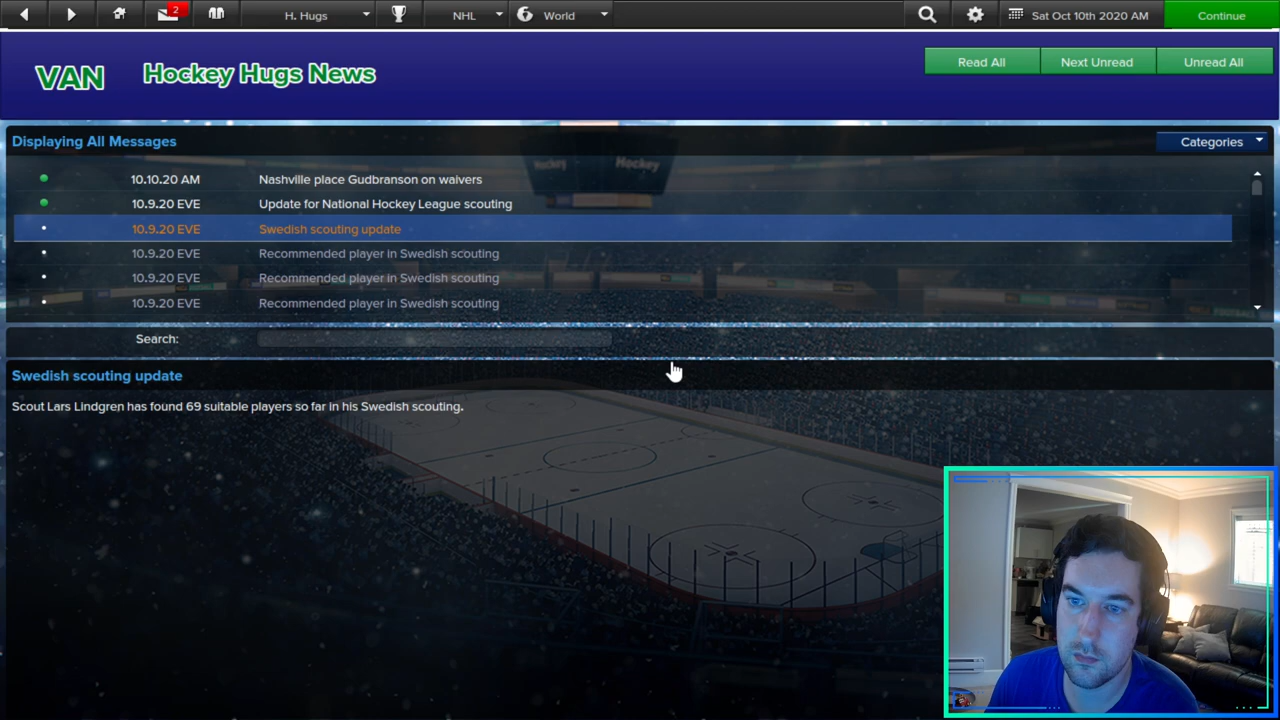 2
H. Hugs
NHL
World
Sat Oct 10th 2020 AM
Continue
VAN
Hockey Hugs News
Read All
Next Unread
Unread All
Displaying All Messages
Categories
10.10.20 AM Nashville place Gudbranson on waivers
10.9.20 EVE Update for National Hockey League scouting
10.9.20 EVE Swedish scouting update
10.9.20 EVE Recommended player in Swedish scouting
10.9.20 EVE Recommended player in Swedish scouting
10.9.20 EVE Recommended player in Swedish scouting
Search:
Swedish scouting update
Scout Lars Lindgren has found 69 suitable players so far in his Swedish scouting.